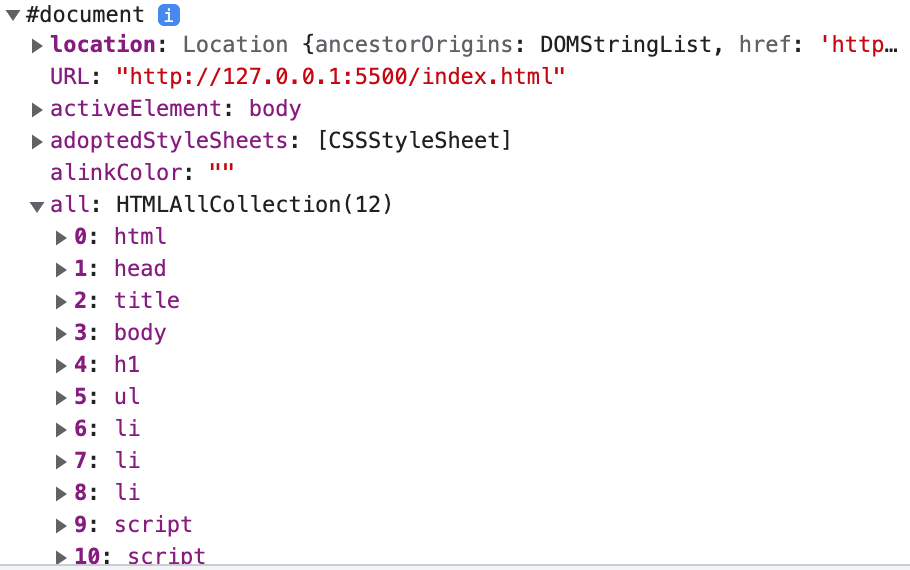 #document i
location: Location {ancestorOrigins: DOMStringList, href: 'http…
URL: "http://127.0.0.1:5500/index.html"
activeElement: body
adoptedStyleSheets: [CSSStyleSheet]
alinkColor: ""
all: HTMLAllCollection(12)
0: html
1: head
2: title
3: body
4: h1
5: ul
6: li
7: li
8: li
9: script
10: script